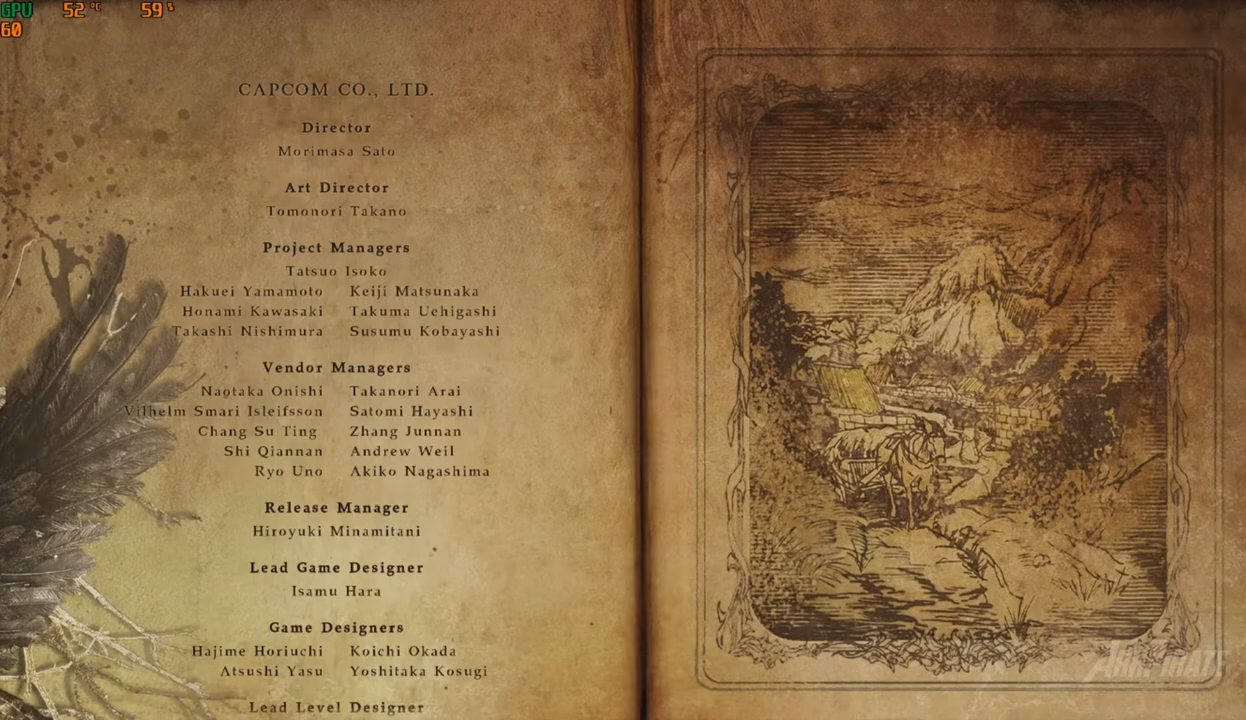 GPU 52 °C 59 %
60
CAPCOM CO., LTD.
Director
Morimasa Sato
Art Director
Tomonori Takano
Project Managers
Tatsuo Isoko
Hakuei Yamamoto Keiji Matsunaka
Honami Kawasaki Takuma Uehigashi
Takashi Nishimura Susumu Kobayashi
Vendor Managers
Naotaka Onishi Takanori Arai
Vilhelm Smari Isleifsson Satomi Hayashi
Chang Su Ting Zhang Junnan
Shi Qiannan Andrew Weil
Ryo Uno Akiko Nagashima
Release Manager
Hiroyuki Minamitani
Lead Game Designer
Isamu Hara
Game Designers
Hajime Horiuchi Koichi Okada
Atsushi Yasu Yoshitaka Kosugi
Lead Level Designer